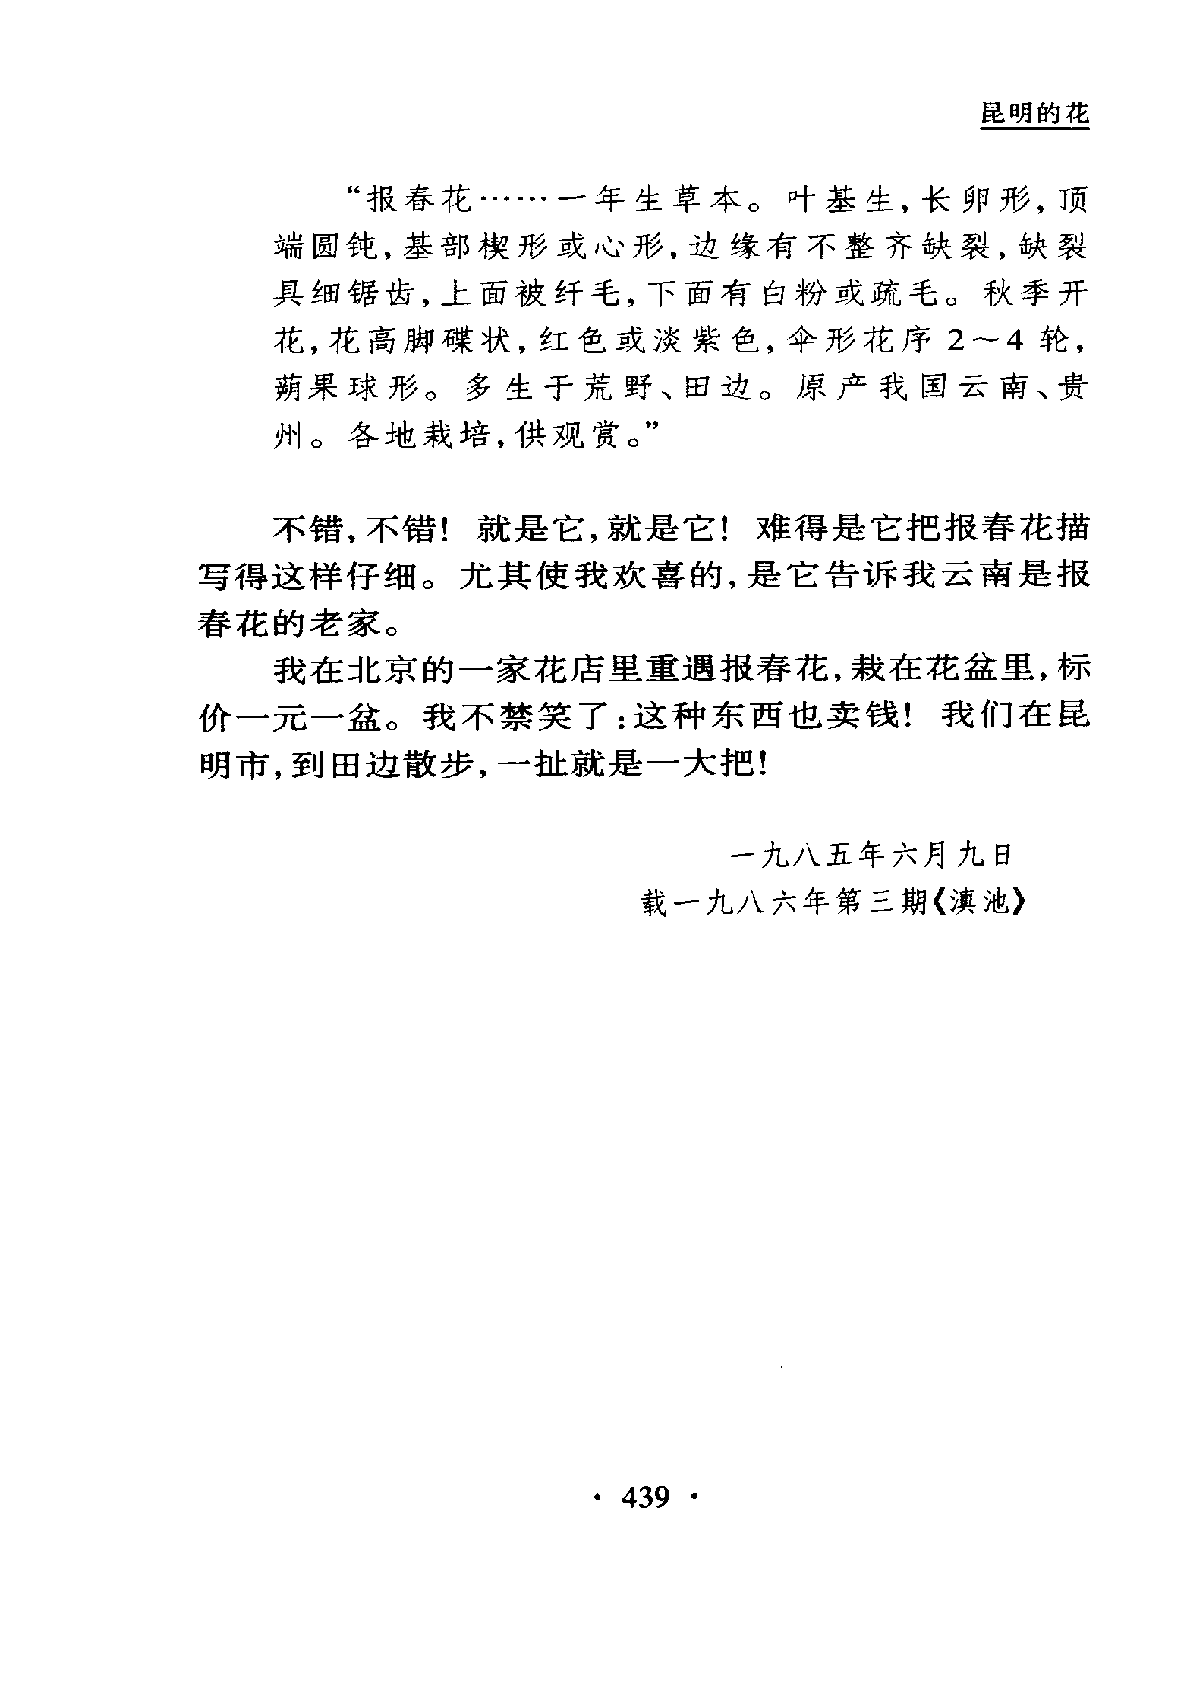 昆明的花
“报春花……一年生草本。叶基生,长卵形,顶
端圆钝,基部楔形或心形,边缘有不整齐缺裂,缺裂
具细锯齿,上面被纤毛,下面有白粉或疏毛。秋季开
花,花高脚碟状,红色或淡紫色,伞形花序 2～4 轮,
蒴果球形。多生于荒野、田边。原产我国云南、贵
州。各地栽培,供观赏。”
不错,不错！就是它,就是它！难得是它把报春花描
写得这样仔细。尤其使我欢喜的,是它告诉我云南是报
春花的老家。
我在北京的一家花店里重遇报春花,栽在花盆里,标
价一元一盆。我不禁笑了:这种东西也卖钱！我们在昆
明市,到田边散步,一扯就是一大把！
一九八五年六月九日
载一九八六年第三期《滇池》
· 439 ·